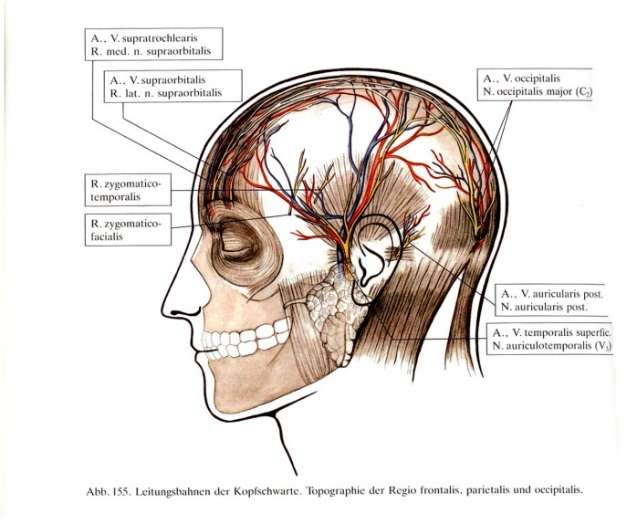 A., V. supratrochlearis
R. med. n. supraorbitalis
A., V. supraorbitalis
R. lat. n. supraorbitalis
A., V. occipitalis
N. occipitalis major (C₂)
R. zygomatico-
temporalis
R. zygomatico-
facialis
A., V. auricularis post.
N. auricularis post.
A., V. temporalis superfic.
N. auriculotemporalis (V₃)
Abb. 155. Leitungsbahnen der Kopfschwarte. Topographie der Regio frontalis, parietalis und occipitalis.